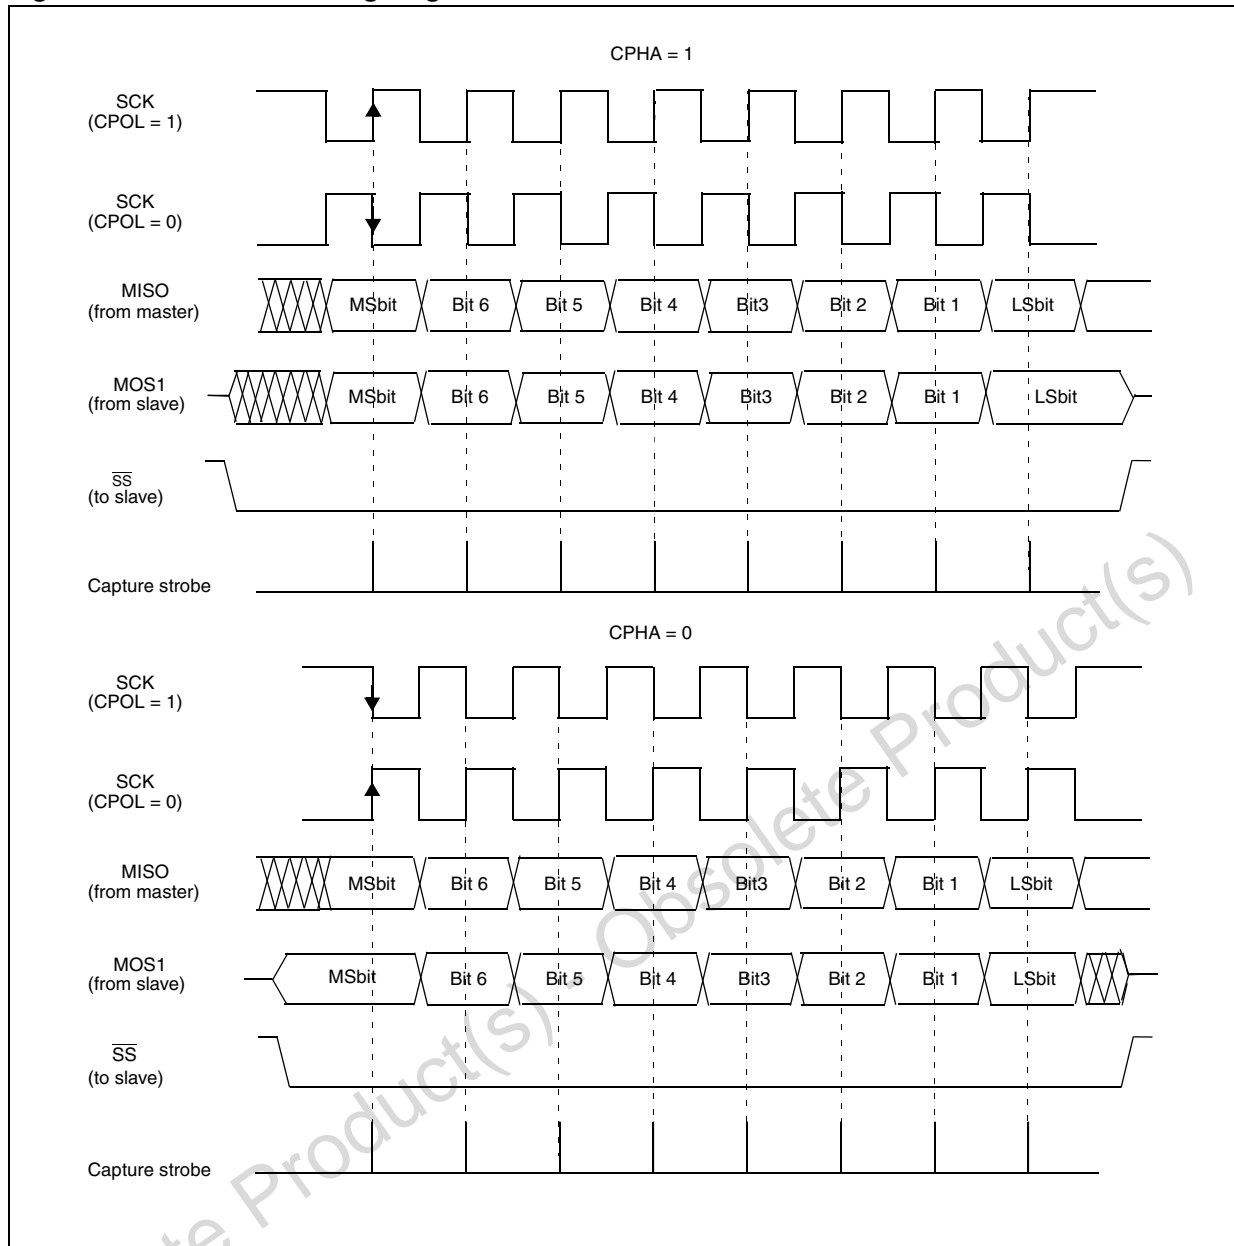 CPHA = 1
SCK
(CPOL = 1)
SCK
(CPOL = 0)
MISO
(from master)
MSbit Bit 6 Bit 5 Bit 4 Bit3 Bit 2 Bit 1 LSbit
MOS1
(from slave)
MSbit Bit 6 Bit 5 Bit 4 Bit3 Bit 2 Bit 1 LSbit
SS
(to slave)
Capture strobe
CPHA = 0
SCK
(CPOL = 1)
SCK
(CPOL = 0)
MISO
(from master)
MSbit Bit 6 Bit 5 Bit 4 Bit3 Bit 2 Bit 1 LSbit
MOS1
(from slave)
MSbit Bit 6 Bit 5 Bit 4 Bit3 Bit 2 Bit 1 LSbit
SS
(to slave)
Capture strobe
Product(s) - Obsolete Product(s)